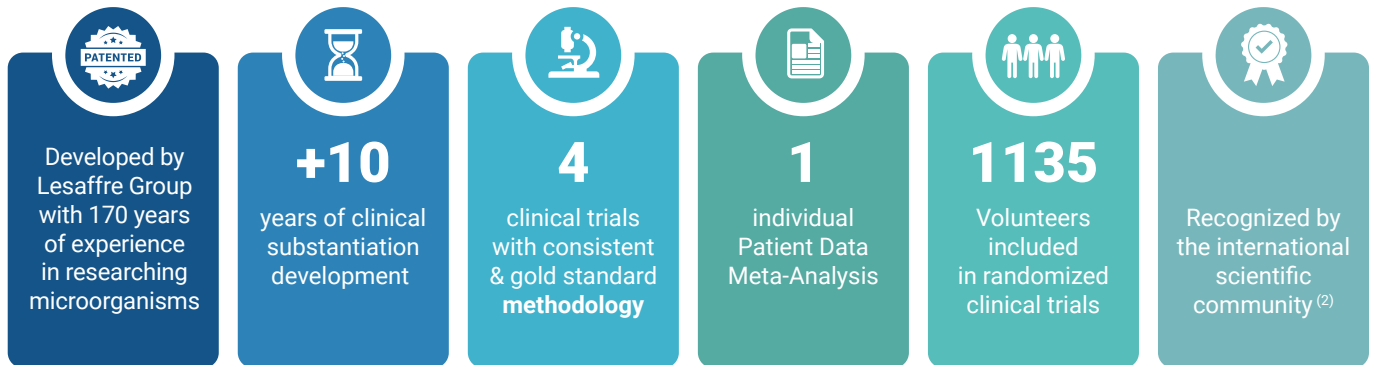 PATENTED
Developed by
Lesaffre Group
with 170 years
of experience
in researching
microorganisms
+10
years of clinical
substantiation
development
4
clinical trials
with consistent
& gold standard
methodology
1
individual
Patient Data
Meta-Analysis
1135
Volunteers
included
in randomized
clinical trials
Recognized by
the international
scientific
community (2)